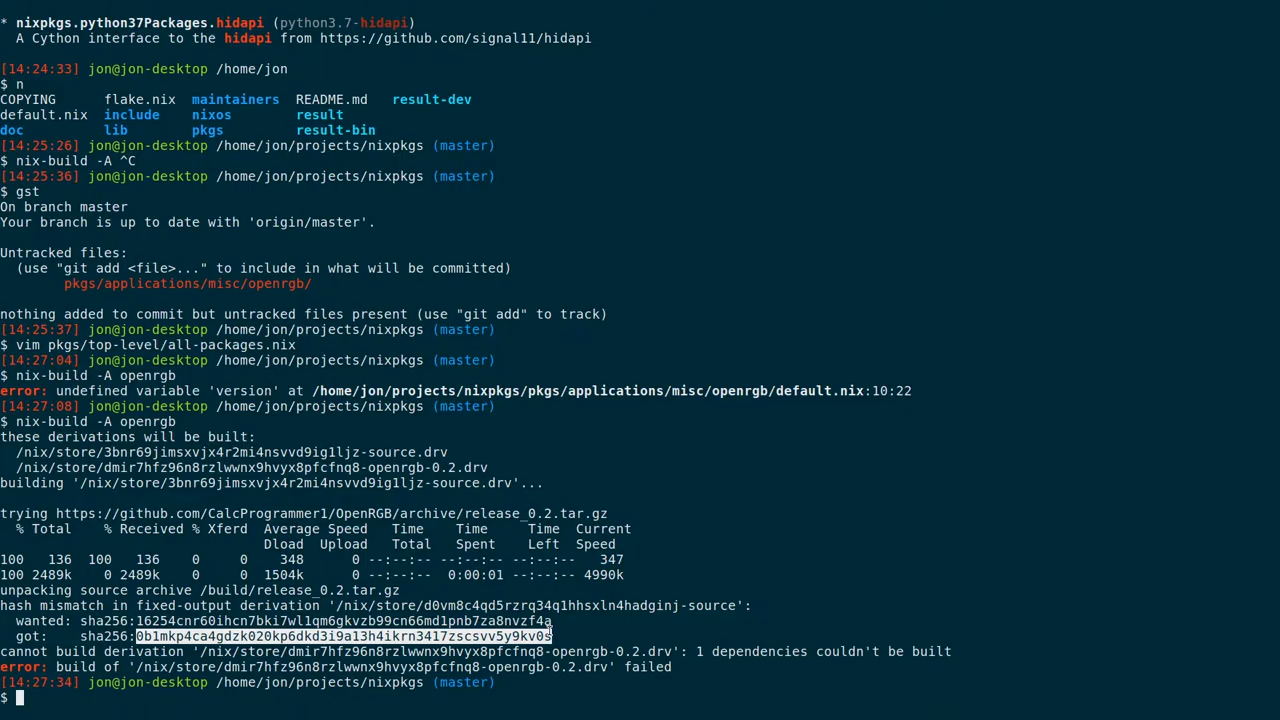 * nixpkgs.python37Packages.hidapi (python3.7-hidapi)
  A Cython interface to the hidapi from https://github.com/signal11/hidapi
[14:24:33] jon@jon-desktop /home/jon
$ n
COPYING      flake.nix  maintainers  README.md   result-dev
default.nix  include    nixos        result
doc          lib        pkgs         result-bin
[14:25:26] jon@jon-desktop /home/jon/projects/nixpkgs (master)
$ nix-build -A ^C
[14:25:36] jon@jon-desktop /home/jon/projects/nixpkgs (master)
$ gst
On branch master
Your branch is up to date with 'origin/master'.
Untracked files:
  (use "git add <file>..." to include in what will be committed)
        pkgs/applications/misc/openrgb/
nothing added to commit but untracked files present (use "git add" to track)
[14:25:37] jon@jon-desktop /home/jon/projects/nixpkgs (master)
$ vim pkgs/top-level/all-packages.nix
[14:27:04] jon@jon-desktop /home/jon/projects/nixpkgs (master)
$ nix-build -A openrgb
error: undefined variable 'version' at /home/jon/projects/nixpkgs/pkgs/applications/misc/openrgb/default.nix:10:22
[14:27:08] jon@jon-desktop /home/jon/projects/nixpkgs (master)
$ nix-build -A openrgb
these derivations will be built:
  /nix/store/3bnr69jimsxvjx4r2mi4nsvvd9ig1ljz-source.drv
  /nix/store/dmir7hfz96n8rzlwwnx9hvyx8pfcfnq8-openrgb-0.2.drv
building '/nix/store/3bnr69jimsxvjx4r2mi4nsvvd9ig1ljz-source.drv'...
trying https://github.com/CalcProgrammer1/OpenRGB/archive/release_0.2.tar.gz
  % Total    % Received % Xferd  Average Speed   Time    Time     Time  Current
                                 Dload  Upload   Total   Spent    Left  Speed
100   136  100   136    0     0    348      0 --:--:-- --:--:-- --:--:--   347
100 2489k    0 2489k    0     0  1504k      0 --:--:--  0:00:01 --:--:-- 4990k
unpacking source archive /build/release_0.2.tar.gz
hash mismatch in fixed-output derivation '/nix/store/d0vm8c4qd5rzrq34q1hhsxln4hadginj-source':
  wanted: sha256:16254cnr60ihcn7bki7wl1qm6gkvzb99cn66md1pnb7za8nvzf4a
  got:    sha256:0b1mkp4ca4gdzk020kp6dkd3i9a13h4ikrn3417zscsvv5y9kv0s
cannot build derivation '/nix/store/dmir7hfz96n8rzlwwnx9hvyx8pfcfnq8-openrgb-0.2.drv': 1 dependencies couldn't be built
error: build of '/nix/store/dmir7hfz96n8rzlwwnx9hvyx8pfcfnq8-openrgb-0.2.drv' failed
[14:27:34] jon@jon-desktop /home/jon/projects/nixpkgs (master)
$